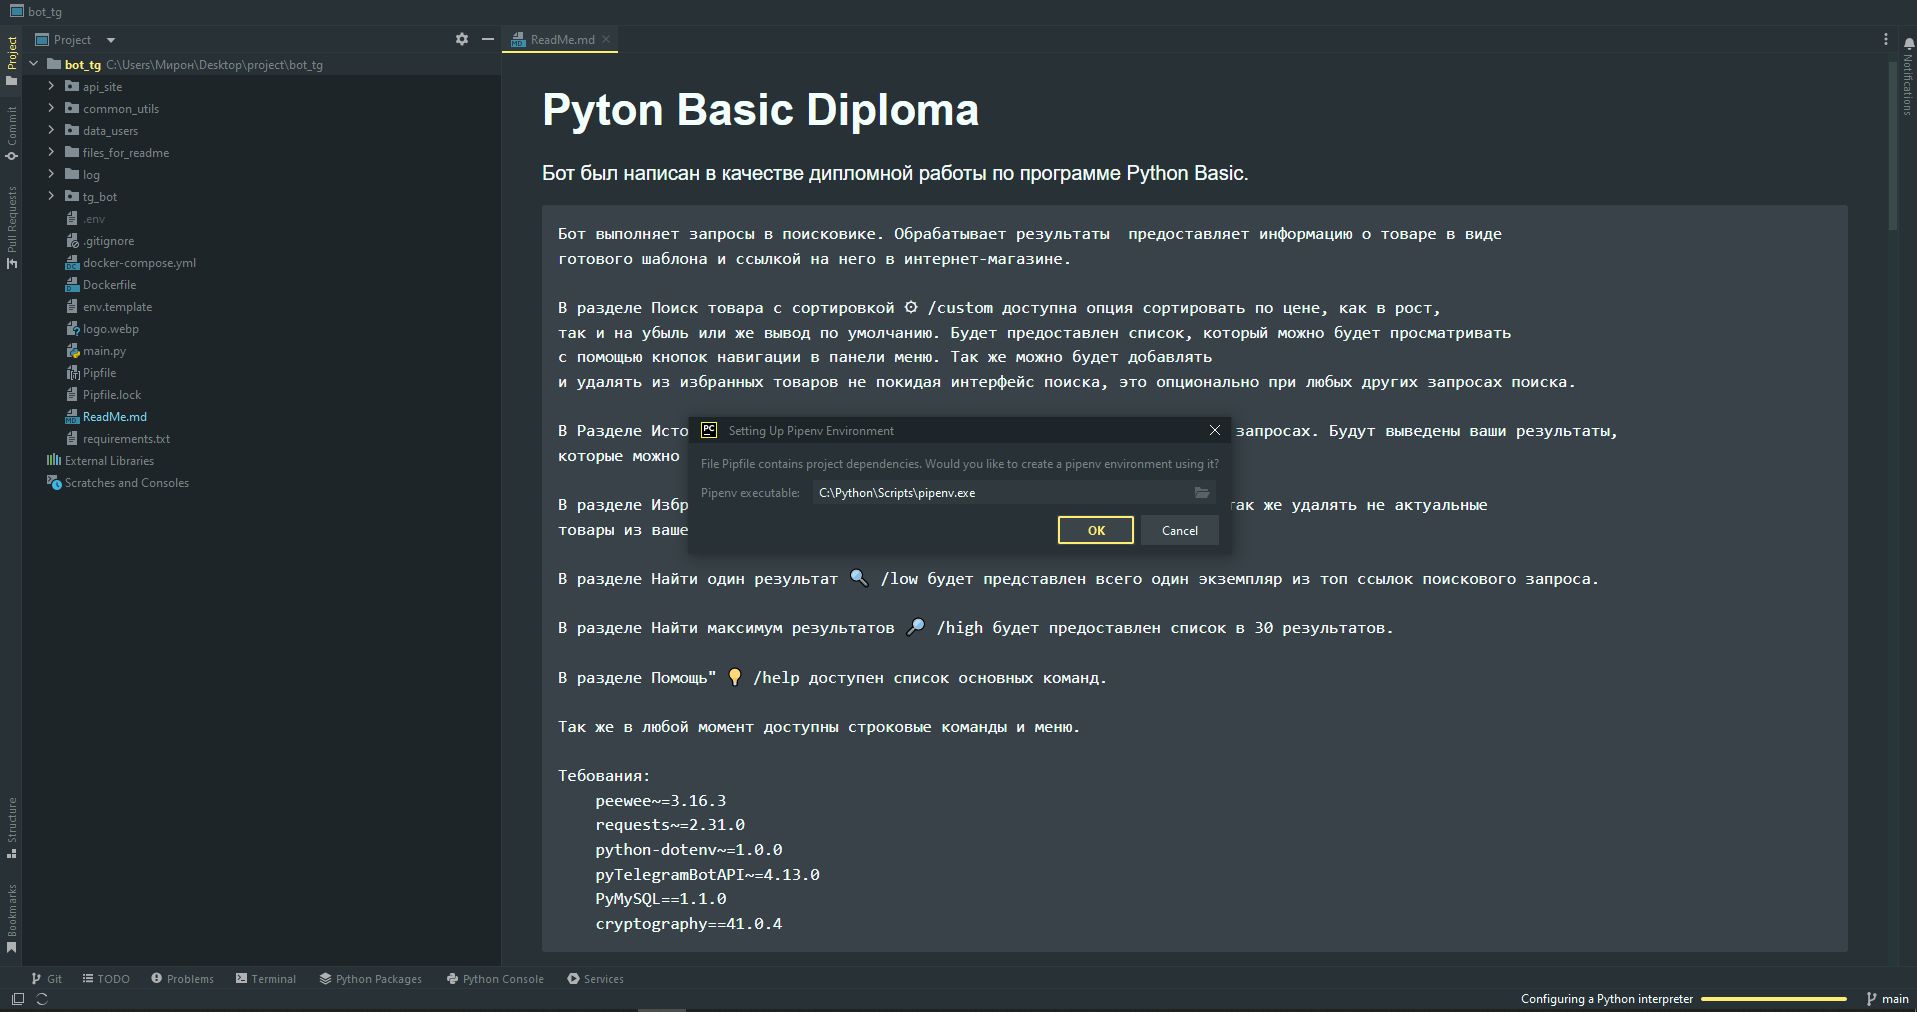 bot_tg
Project
ReadMe.md
bot_tg C:\Users\Мирон\Desktop\project\bot_tg
api_site
common_utils
data_users
files_for_readme
log
tg_bot
.env
.gitignore
docker-compose.yml
Dockerfile
env.template
logo.webp
main.py
Pipfile
Pipfile.lock
ReadMe.md
requirements.txt
External Libraries
Scratches and Consoles
Project
Commit
Pull Requests
Structure
Bookmarks
Notifications
Pyton Basic Diploma
Бот был написан в качестве дипломной работы по программе Python Basic.
Бот выполняет запросы в поисковике. Обрабатывает результаты  предоставляет информацию о товаре в виде
готового шаблона и ссылкой на него в интернет-магазине.
В разделе Поиск товара с сортировкой ⚙ /custom доступна опция сортировать по цене, как в рост,
так и на убыль или же вывод по умолчанию. Будет предоставлен список, который можно будет просматривать
с помощью кнопок навигации в панели меню. Так же можно будет добавлять
и удалять из избранных товаров не покидая интерфейс поиска, это опционально при любых других запросах поиска.
В Разделе Исто запросах. Будут выведены ваши результаты,
которые можно
В разделе Избр так же удалять не актуальные
товары из ваше
Setting Up Pipenv Environment
File Pipfile contains project dependencies. Would you like to create a pipenv environment using it?
Pipenv executable: C:\Python\Scripts\pipenv.exe
OK Cancel
В разделе Найти один результат 🔍 /low будет представлен всего один экземпляр из топ ссылок поискового запроса.
В разделе Найти максимум результатов 🔎 /high будет предоставлен список в 30 результатов.
В разделе Помощь" 💡 /help доступен список основных команд.
Так же в любой момент доступны строковые команды и меню.
Тебования:
peewee~=3.16.3
requests~=2.31.0
python-dotenv~=1.0.0
pyTelegramBotAPI~=4.13.0
PyMySQL==1.1.0
cryptography==41.0.4
Git TODO Problems Terminal Python Packages Python Console Services
Configuring a Python interpreter main